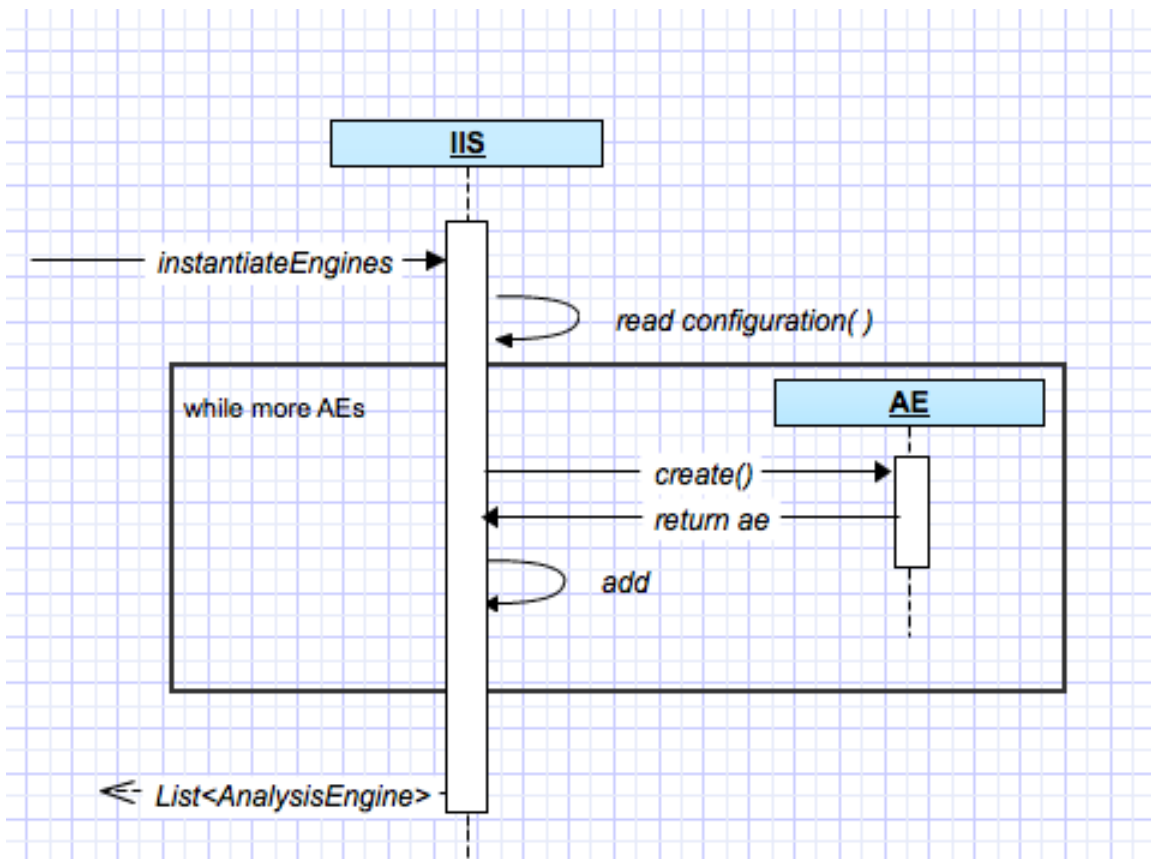 IIS
instantiateEngines
read configuration( )
while more AEs
AE
create()
return ae
add
List<AnalysisEngine>